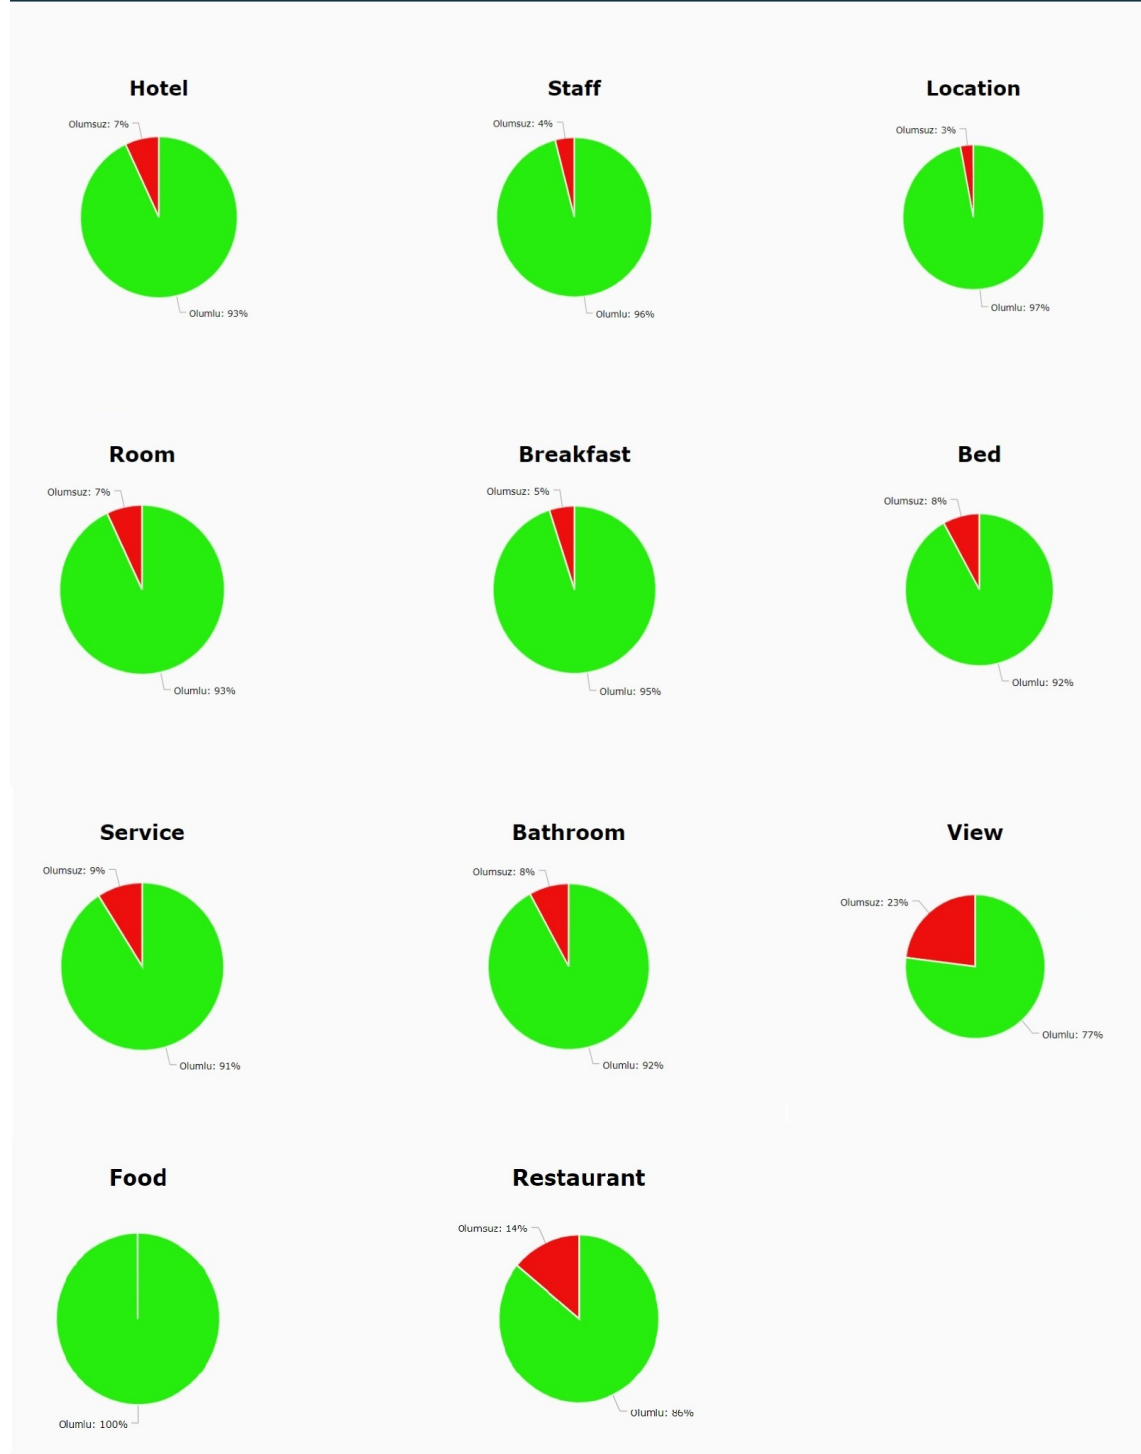 Hotel
Olumsuz: 7%
Olumlu: 93%
Staff
Olumsuz: 4%
Olumlu: 96%
Location
Olumsuz: 3%
Olumlu: 97%
Room
Olumsuz: 7%
Olumlu: 93%
Breakfast
Olumsuz: 5%
Olumlu: 95%
Bed
Olumsuz: 8%
Olumlu: 92%
Service
Olumsuz: 9%
Olumlu: 91%
Bathroom
Olumsuz: 8%
Olumlu: 92%
View
Olumsuz: 23%
Olumlu: 77%
Food
Olumlu: 100%
Restaurant
Olumsuz: 14%
Olumlu: 86%